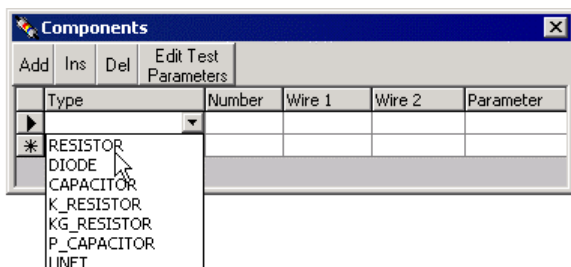 Components
Add Ins Del Edit Test Parameters
Type Number Wire 1 Wire 2 Parameter
RESISTOR
DIODE
CAPACITOR
K_RESISTOR
KG_RESISTOR
P_CAPACITOR